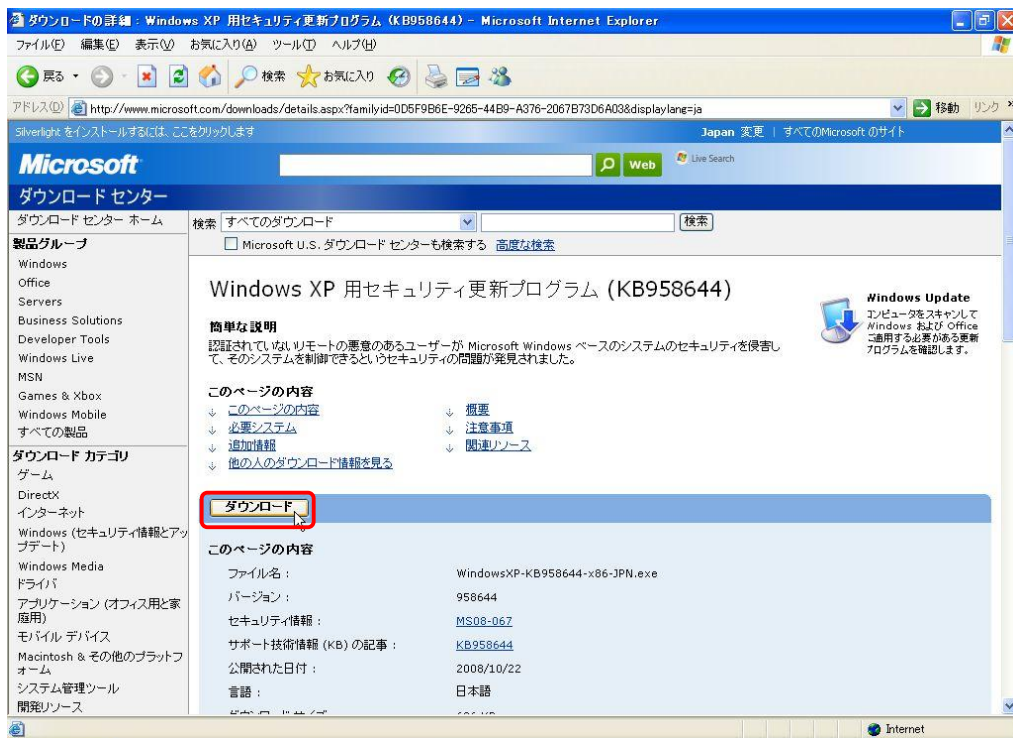 ダウンロードの詳細 : Windows XP 用セキュリティ更新プログラム (KB958644) - Microsoft Internet Explorer
ファイル(F) 編集(E) 表示(V) お気に入り(A) ツール(T) ヘルプ(H)
戻る 検索 お気に入り
アドレス(D) http://www.microsoft.com/downloads/details.aspx?familyid=0D5F9B6E-9265-44B9-A376-2067B73D6A03&displaylang=ja 移動 リンク »
Silverlight をインストールするには、ここをクリックします Japan 変更 | すべてのMicrosoft のサイト
Microsoft Web Live Search
ダウンロード センター
ダウンロード センター ホーム
検索 すべてのダウンロード 検索
Microsoft U.S. ダウンロード センターも検索する 高度な検索
製品グループ
Windows
Office
Servers
Business Solutions
Developer Tools
Windows Live
MSN
Games & Xbox
Windows Mobile
すべての製品
ダウンロード カテゴリ
ゲーム
DirectX
インターネット
Windows (セキュリティ情報とアッ
プデート)
Windows Media
ドライバ
アプリケーション (オフィス用と家
庭用)
モバイル デバイス
Macintosh & その他のプラットフ
ォーム
システム管理ツール
開発リソース
Windows XP 用セキュリティ更新プログラム (KB958644)
簡単な説明
認証されていないリモートの悪意のあるユーザーが Microsoft Windows ベースのシステムのセキュリティを侵害し
て、そのシステムを制御できるというセキュリティの問題が発見されました。
Windows Update
コンピュータをスキャンして
Windows および Office
ご適用する必要がある更新
プログラムを確認します。
このページの内容
このページの内容 概要
必要システム 注意事項
追加情報 関連リソース
他の人のダウンロード情報を見る
ダウンロード
このページの内容
ファイル名 : WindowsXP-KB958644-x86-JPN.exe
バージョン : 958644
セキュリティ情報 : MS08-067
サポート技術情報 (KB) の記事 : KB958644
公開された日付 : 2008/10/22
言語 : 日本語
Internet